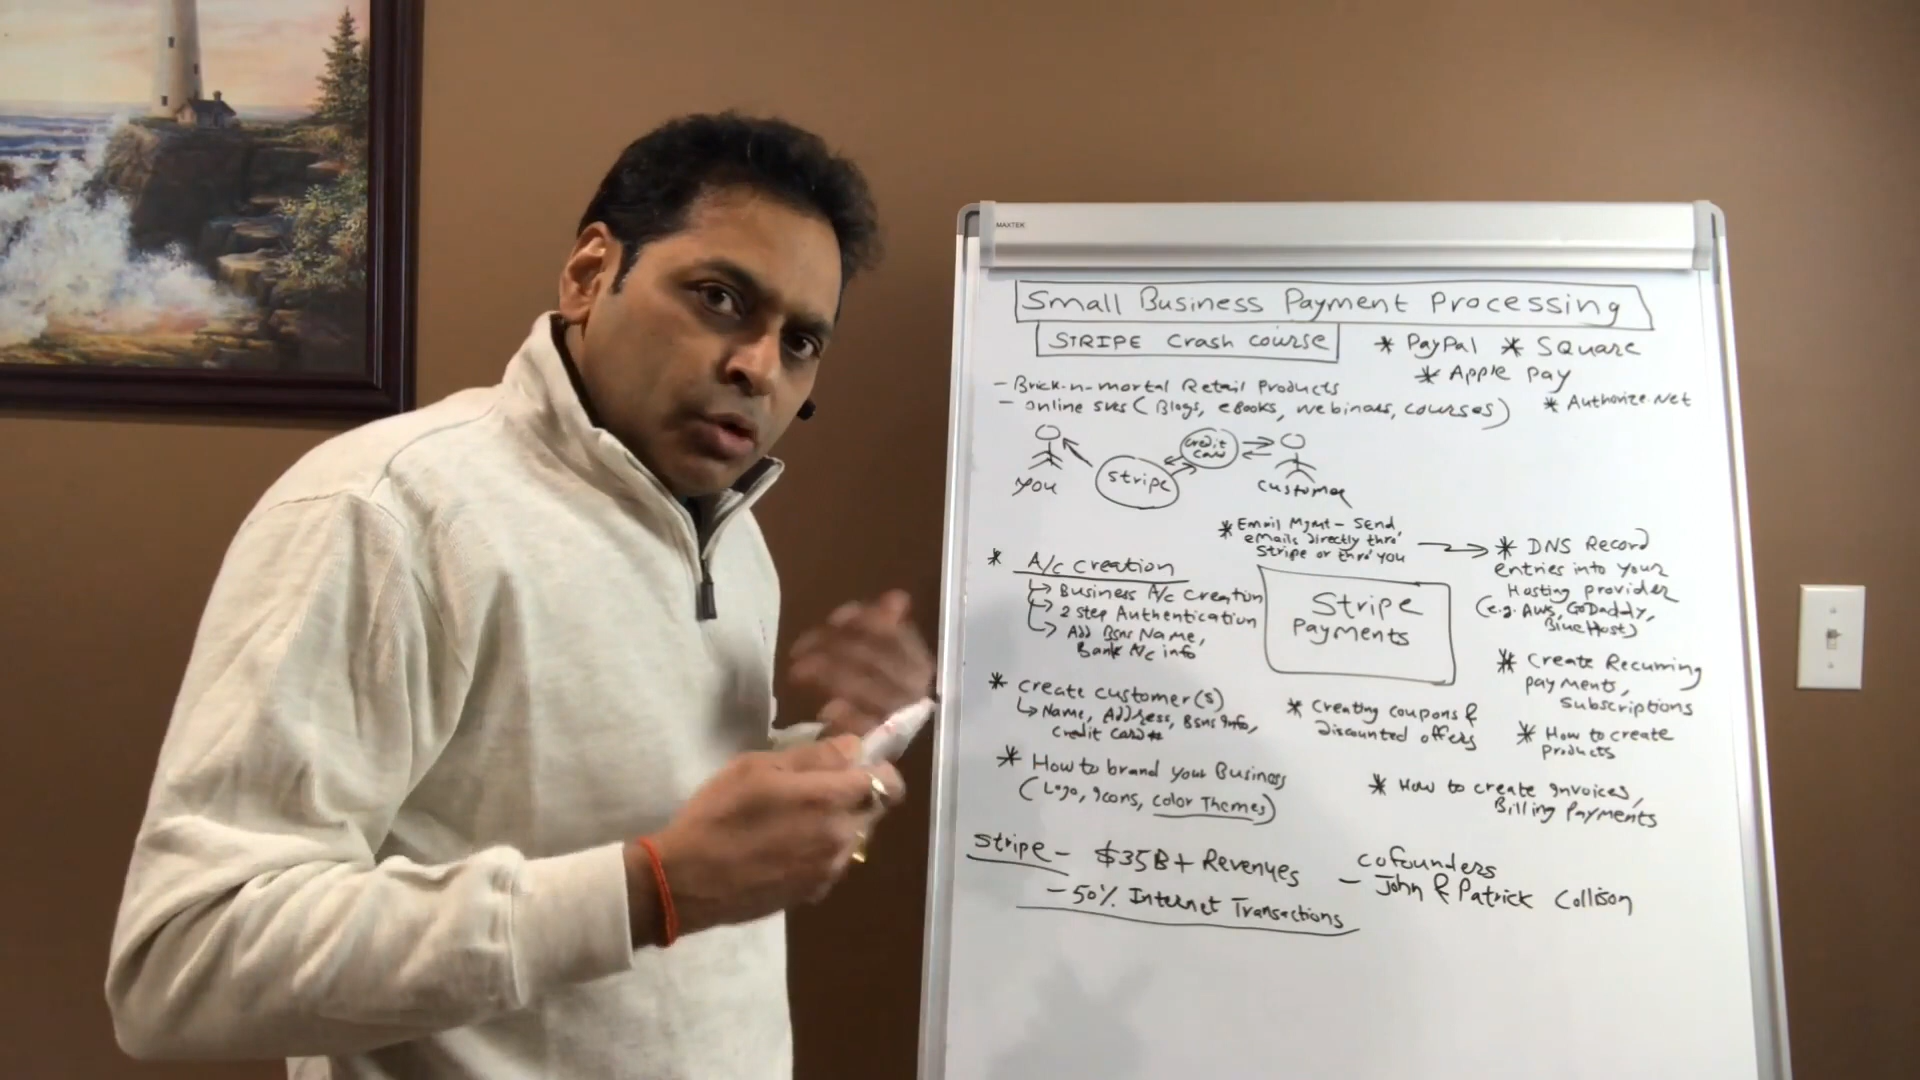 MAXTEK
Small Business Payment Processing
STRIPE Crash course
* PayPal * SQuare
* Apple pay
* Authorize.Net
- Brick-n-mortal Retail Products
- online svs (Blogs, eBooks, webinars, courses)
credit
card
stripe
you
customer
* Email Mgmt - Send
emails directly thro'
Stripe or thro' you
* DNS Record
entries into your
Hosting provider
(e.g. AWS, GoDaddy,
BlueHost)
* A/c creation
Business A/c creation
2 step Authentication
Add Bsns Name,
Bank A/c info
Stripe
payments
* Create Recurring
payments,
Subscriptions
* create customer(s)
Name, Address, Bsns Info,
Credit Card #
* Creating coupons &
discounted offers
* How to create
products
* How to brand your Business
(Logo, Icons, color Themes)
* How to create Invoices,
Billing Payments
Stripe - $35B+ Revenues
- 50% Internet Transactions
cofounders
- John & Patrick Collison